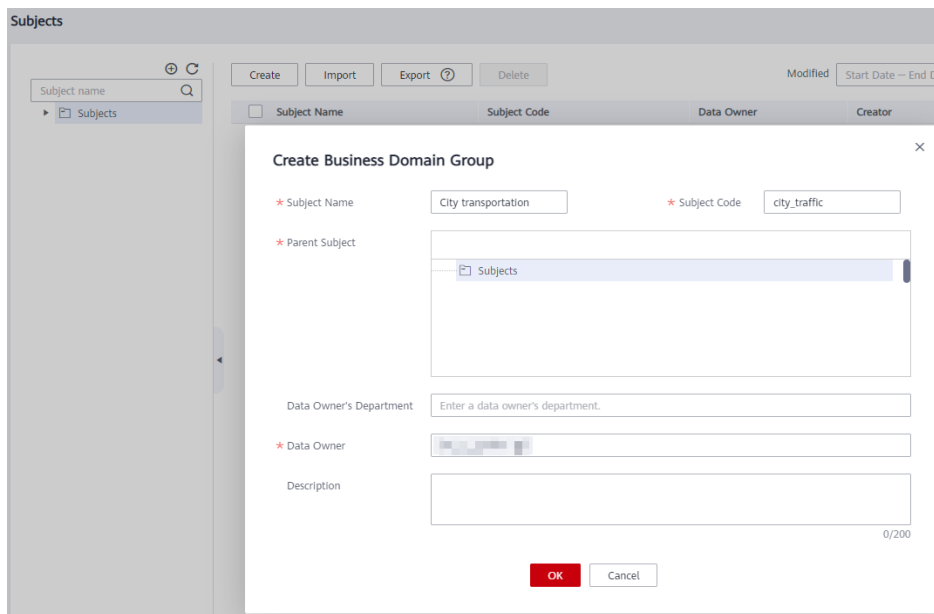 Subjects
Subject name
Subjects
Create Import Export ? Delete Modified Start Date – End D
Subject Name Subject Code Data Owner Creator
Create Business Domain Group
* Subject Name City transportation * Subject Code city_traffic
* Parent Subject
Subjects
Data Owner's Department Enter a data owner's department.
* Data Owner
Description
0/200
OK Cancel